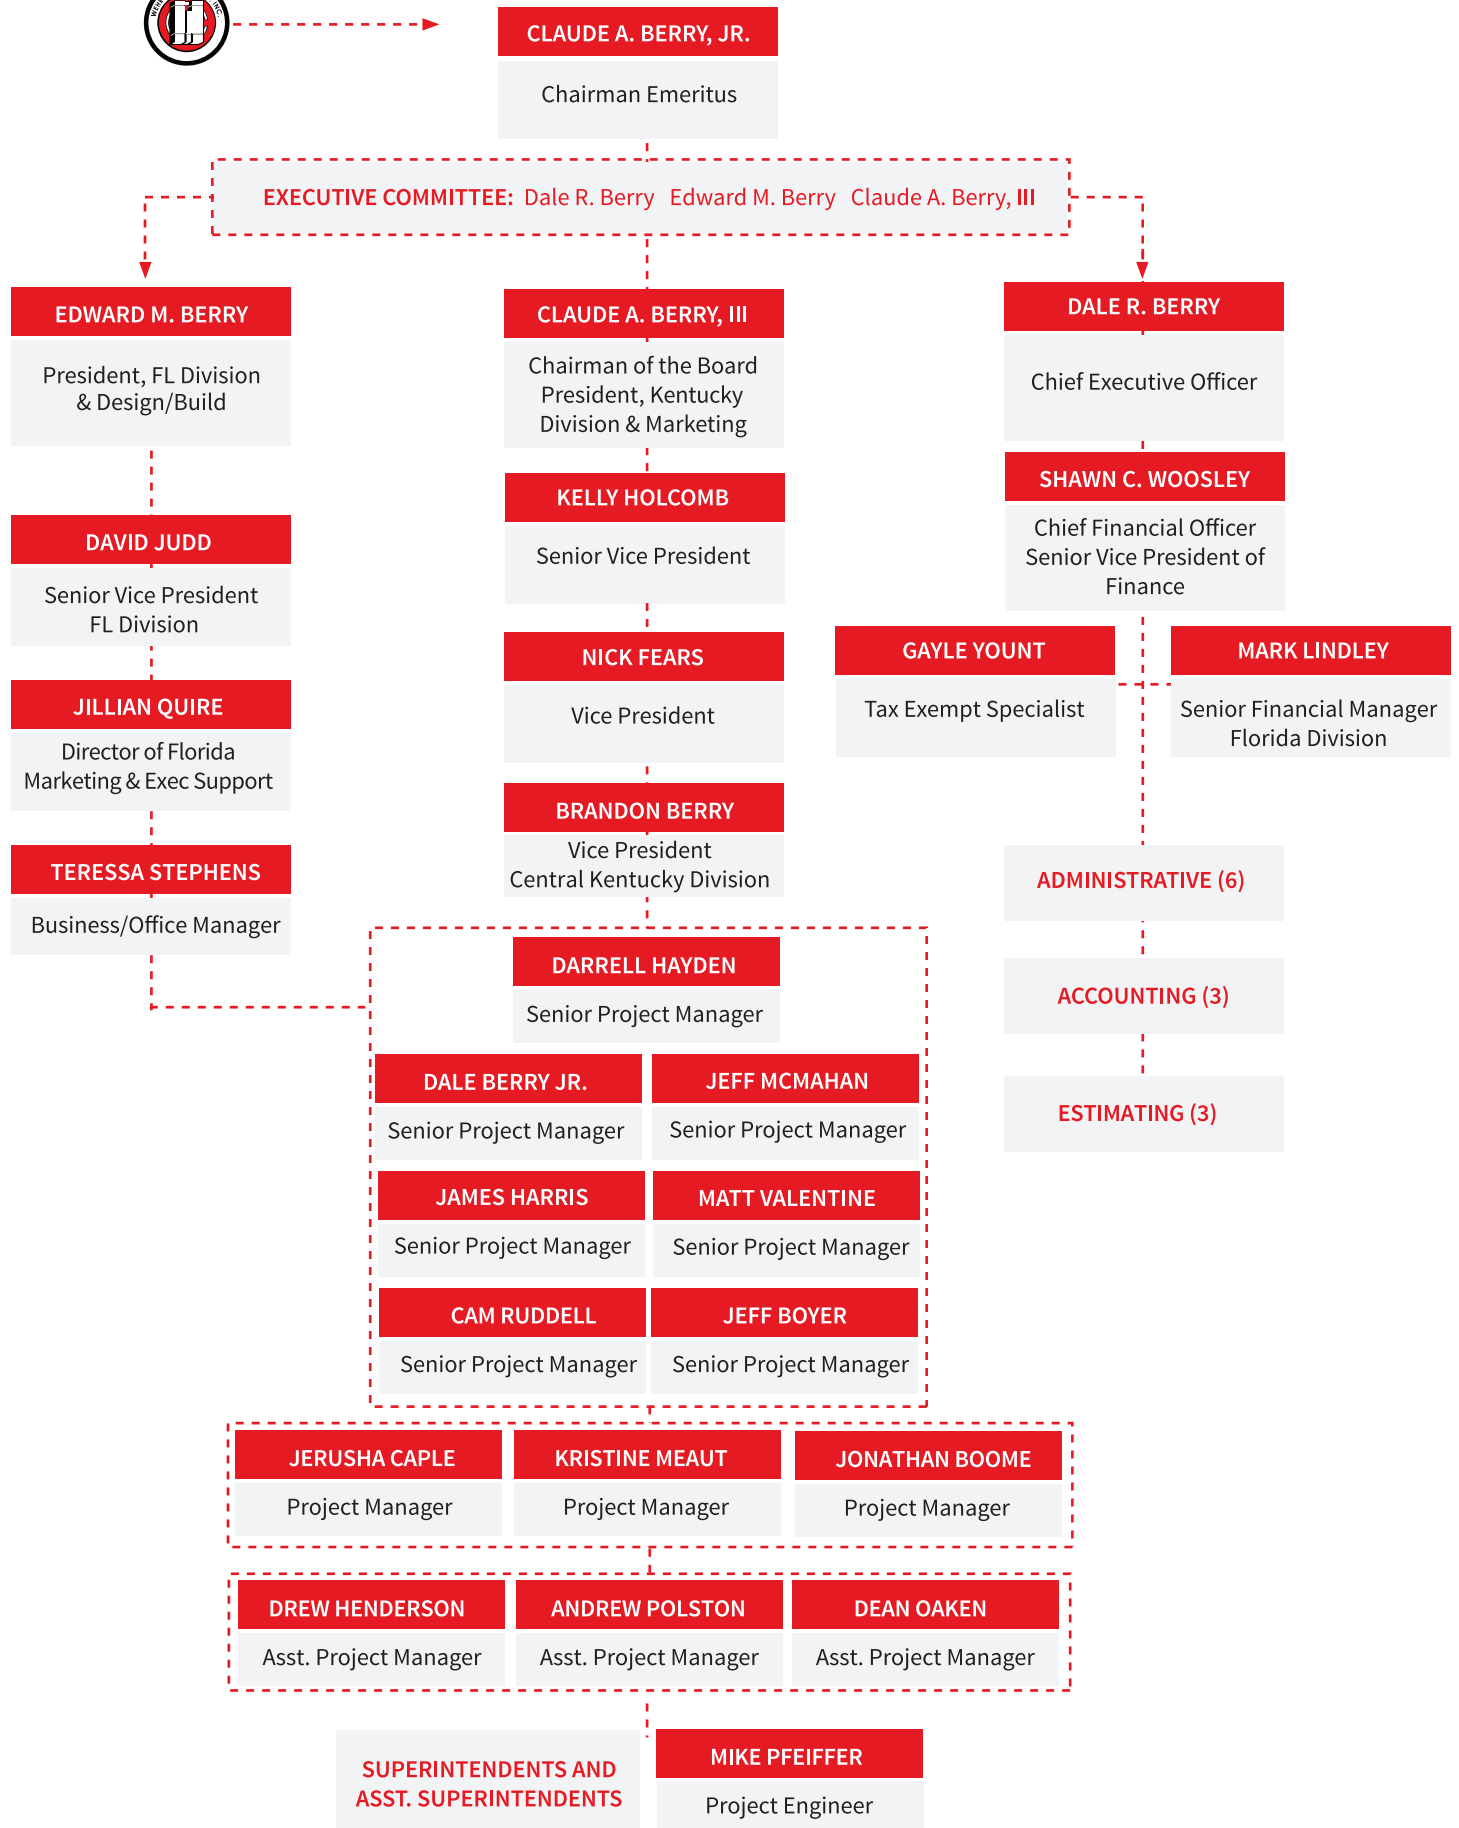 CLAUDE A. BERRY, JR.
Chairman Emeritus
EXECUTIVE COMMITTEE: Dale R. Berry Edward M. Berry Claude A. Berry, III
EDWARD M. BERRY
President, FL Division
& Design/Build
DAVID JUDD
Senior Vice President
FL Division
JILLIAN QUIRE
Director of Florida
Marketing & Exec Support
TERESSA STEPHENS
Business/Office Manager
CLAUDE A. BERRY, III
Chairman of the Board
President, Kentucky
Division & Marketing
KELLY HOLCOMB
Senior Vice President
NICK FEARS
Vice President
BRANDON BERRY
Vice President
Central Kentucky Division
DALE R. BERRY
Chief Executive Officer
SHAWN C. WOOSLEY
Chief Financial Officer
Senior Vice President of
Finance
GAYLE YOUNT
Tax Exempt Specialist
MARK LINDLEY
Senior Financial Manager
Florida Division
ADMINISTRATIVE (6)
ACCOUNTING (3)
ESTIMATING (3)
DARRELL HAYDEN
Senior Project Manager
DALE BERRY JR.
Senior Project Manager
JEFF MCMAHAN
Senior Project Manager
JAMES HARRIS
Senior Project Manager
MATT VALENTINE
Senior Project Manager
CAM RUDDELL
Senior Project Manager
JEFF BOYER
Senior Project Manager
JERUSHA CAPLE
Project Manager
KRISTINE MEAUT
Project Manager
JONATHAN BOOME
Project Manager
DREW HENDERSON
Asst. Project Manager
ANDREW POLSTON
Asst. Project Manager
DEAN OAKEN
Asst. Project Manager
SUPERINTENDENTS AND
ASST. SUPERINTENDENTS
MIKE PFEIFFER
Project Engineer